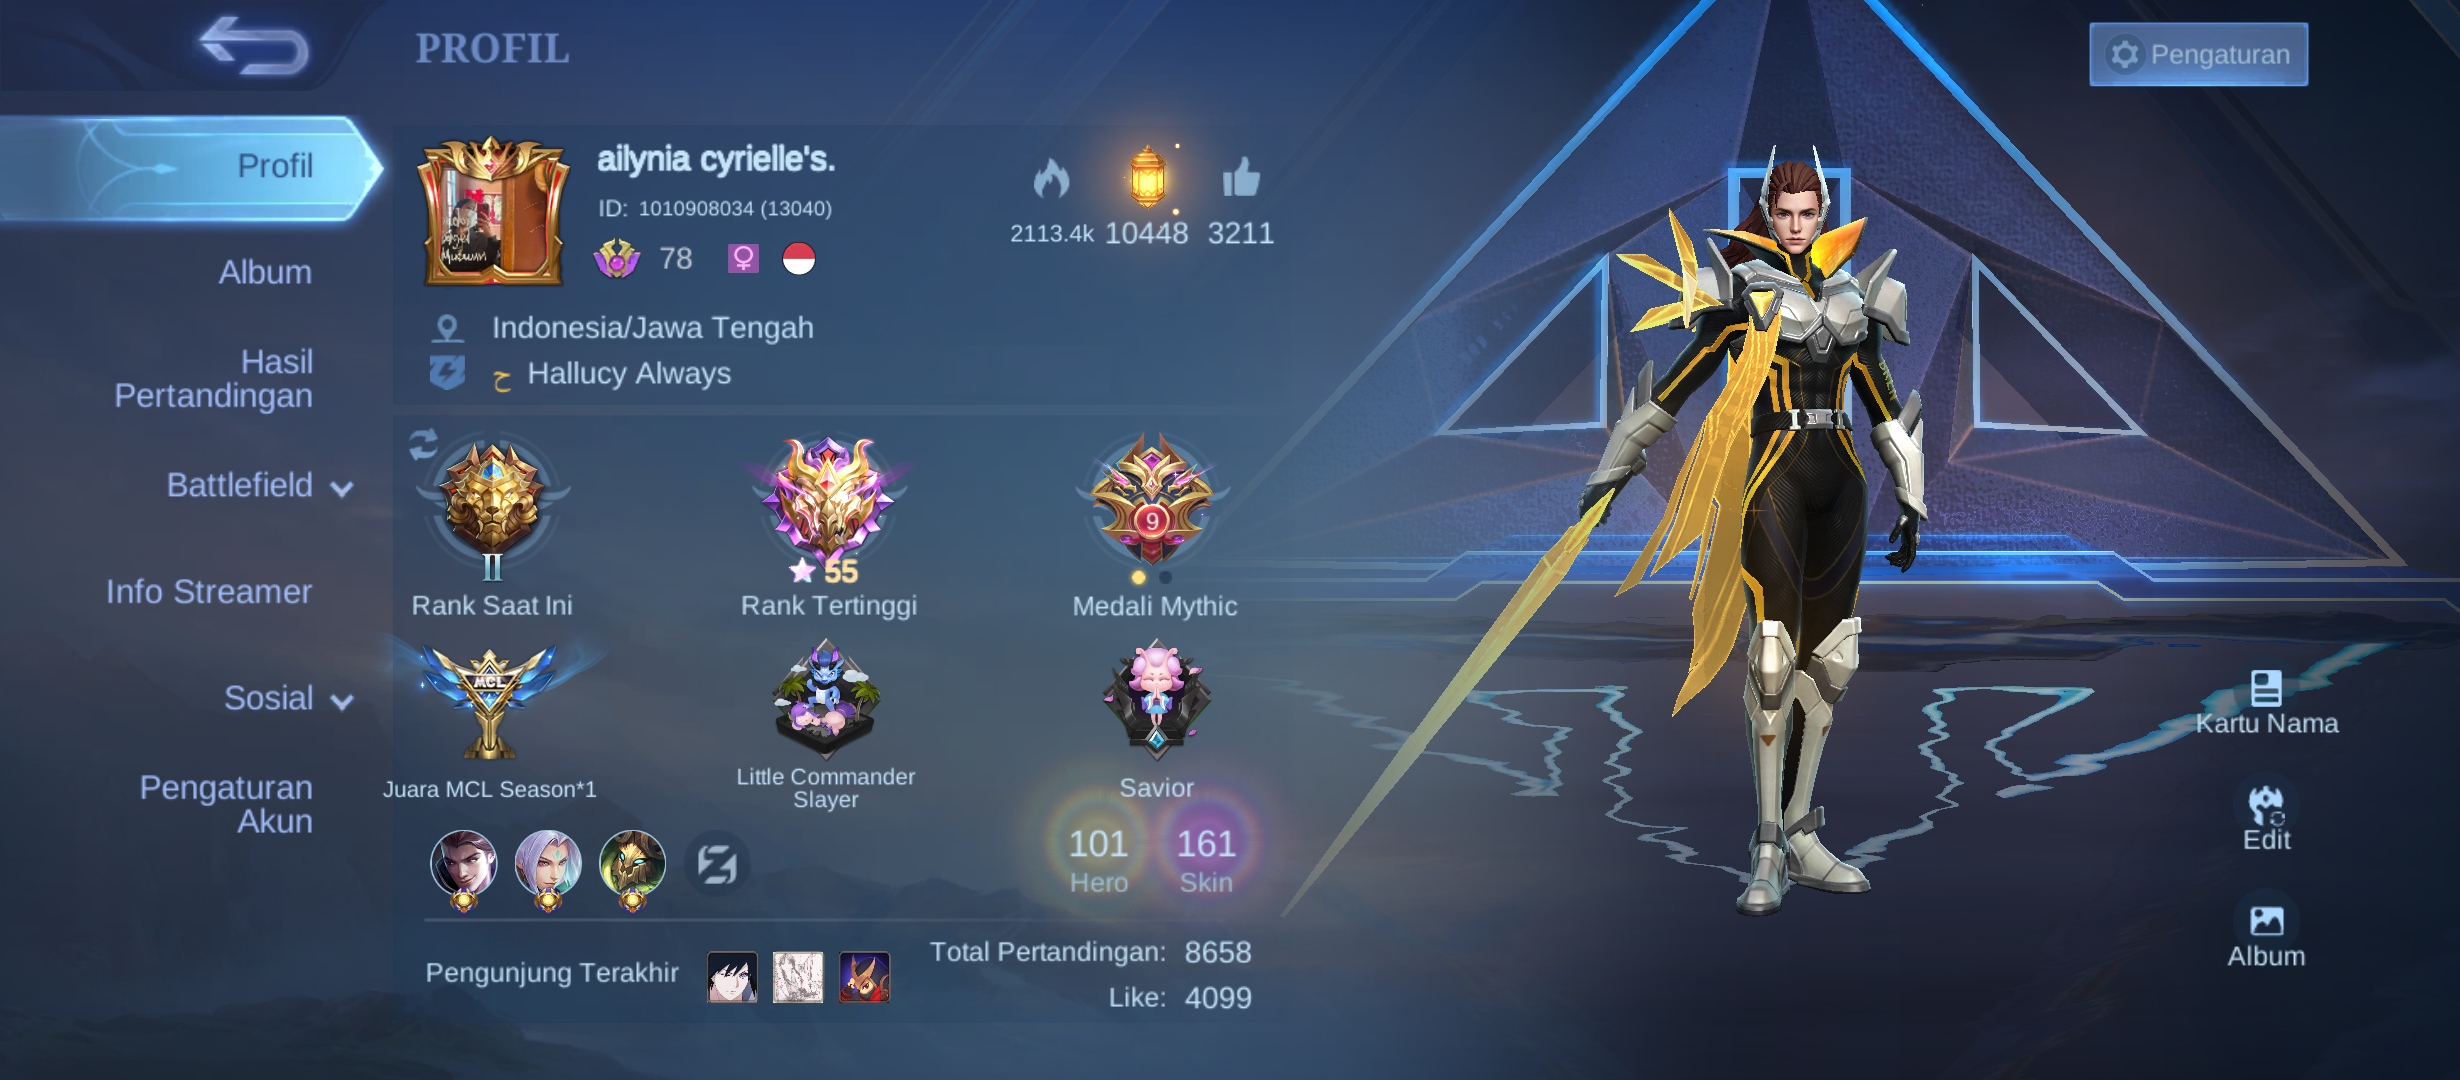 PROFIL
Pengaturan
Profil
Album
Hasil
Pertandingan
Battlefield
Info Streamer
Sosial
Pengaturan
Akun
ailynia cyrielle's.
ID: 1010908034 (13040)
78
2113.4k 10448 3211
Indonesia/Jawa Tengah
ح Hallucy Always
II
55
9
Rank Saat Ini
Rank Tertinggi
Medali Mythic
MCL
Juara MCL Season*1
Little Commander
Slayer
Savior
101
Hero
161
Skin
Pengunjung Terakhir
Total Pertandingan: 8658
Like: 4099
Kartu Nama
Edit
Album